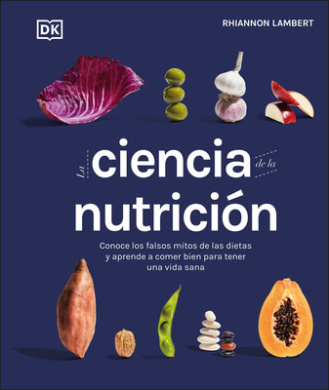 DK
RHIANNON LAMBERT
La
ciencia
de la
nutrición
Conoce los falsos mitos de las dietas
y aprende a comer bien para tener
una vida sana